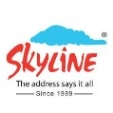 ®
SKYLINE
The address says it all
Since 1939